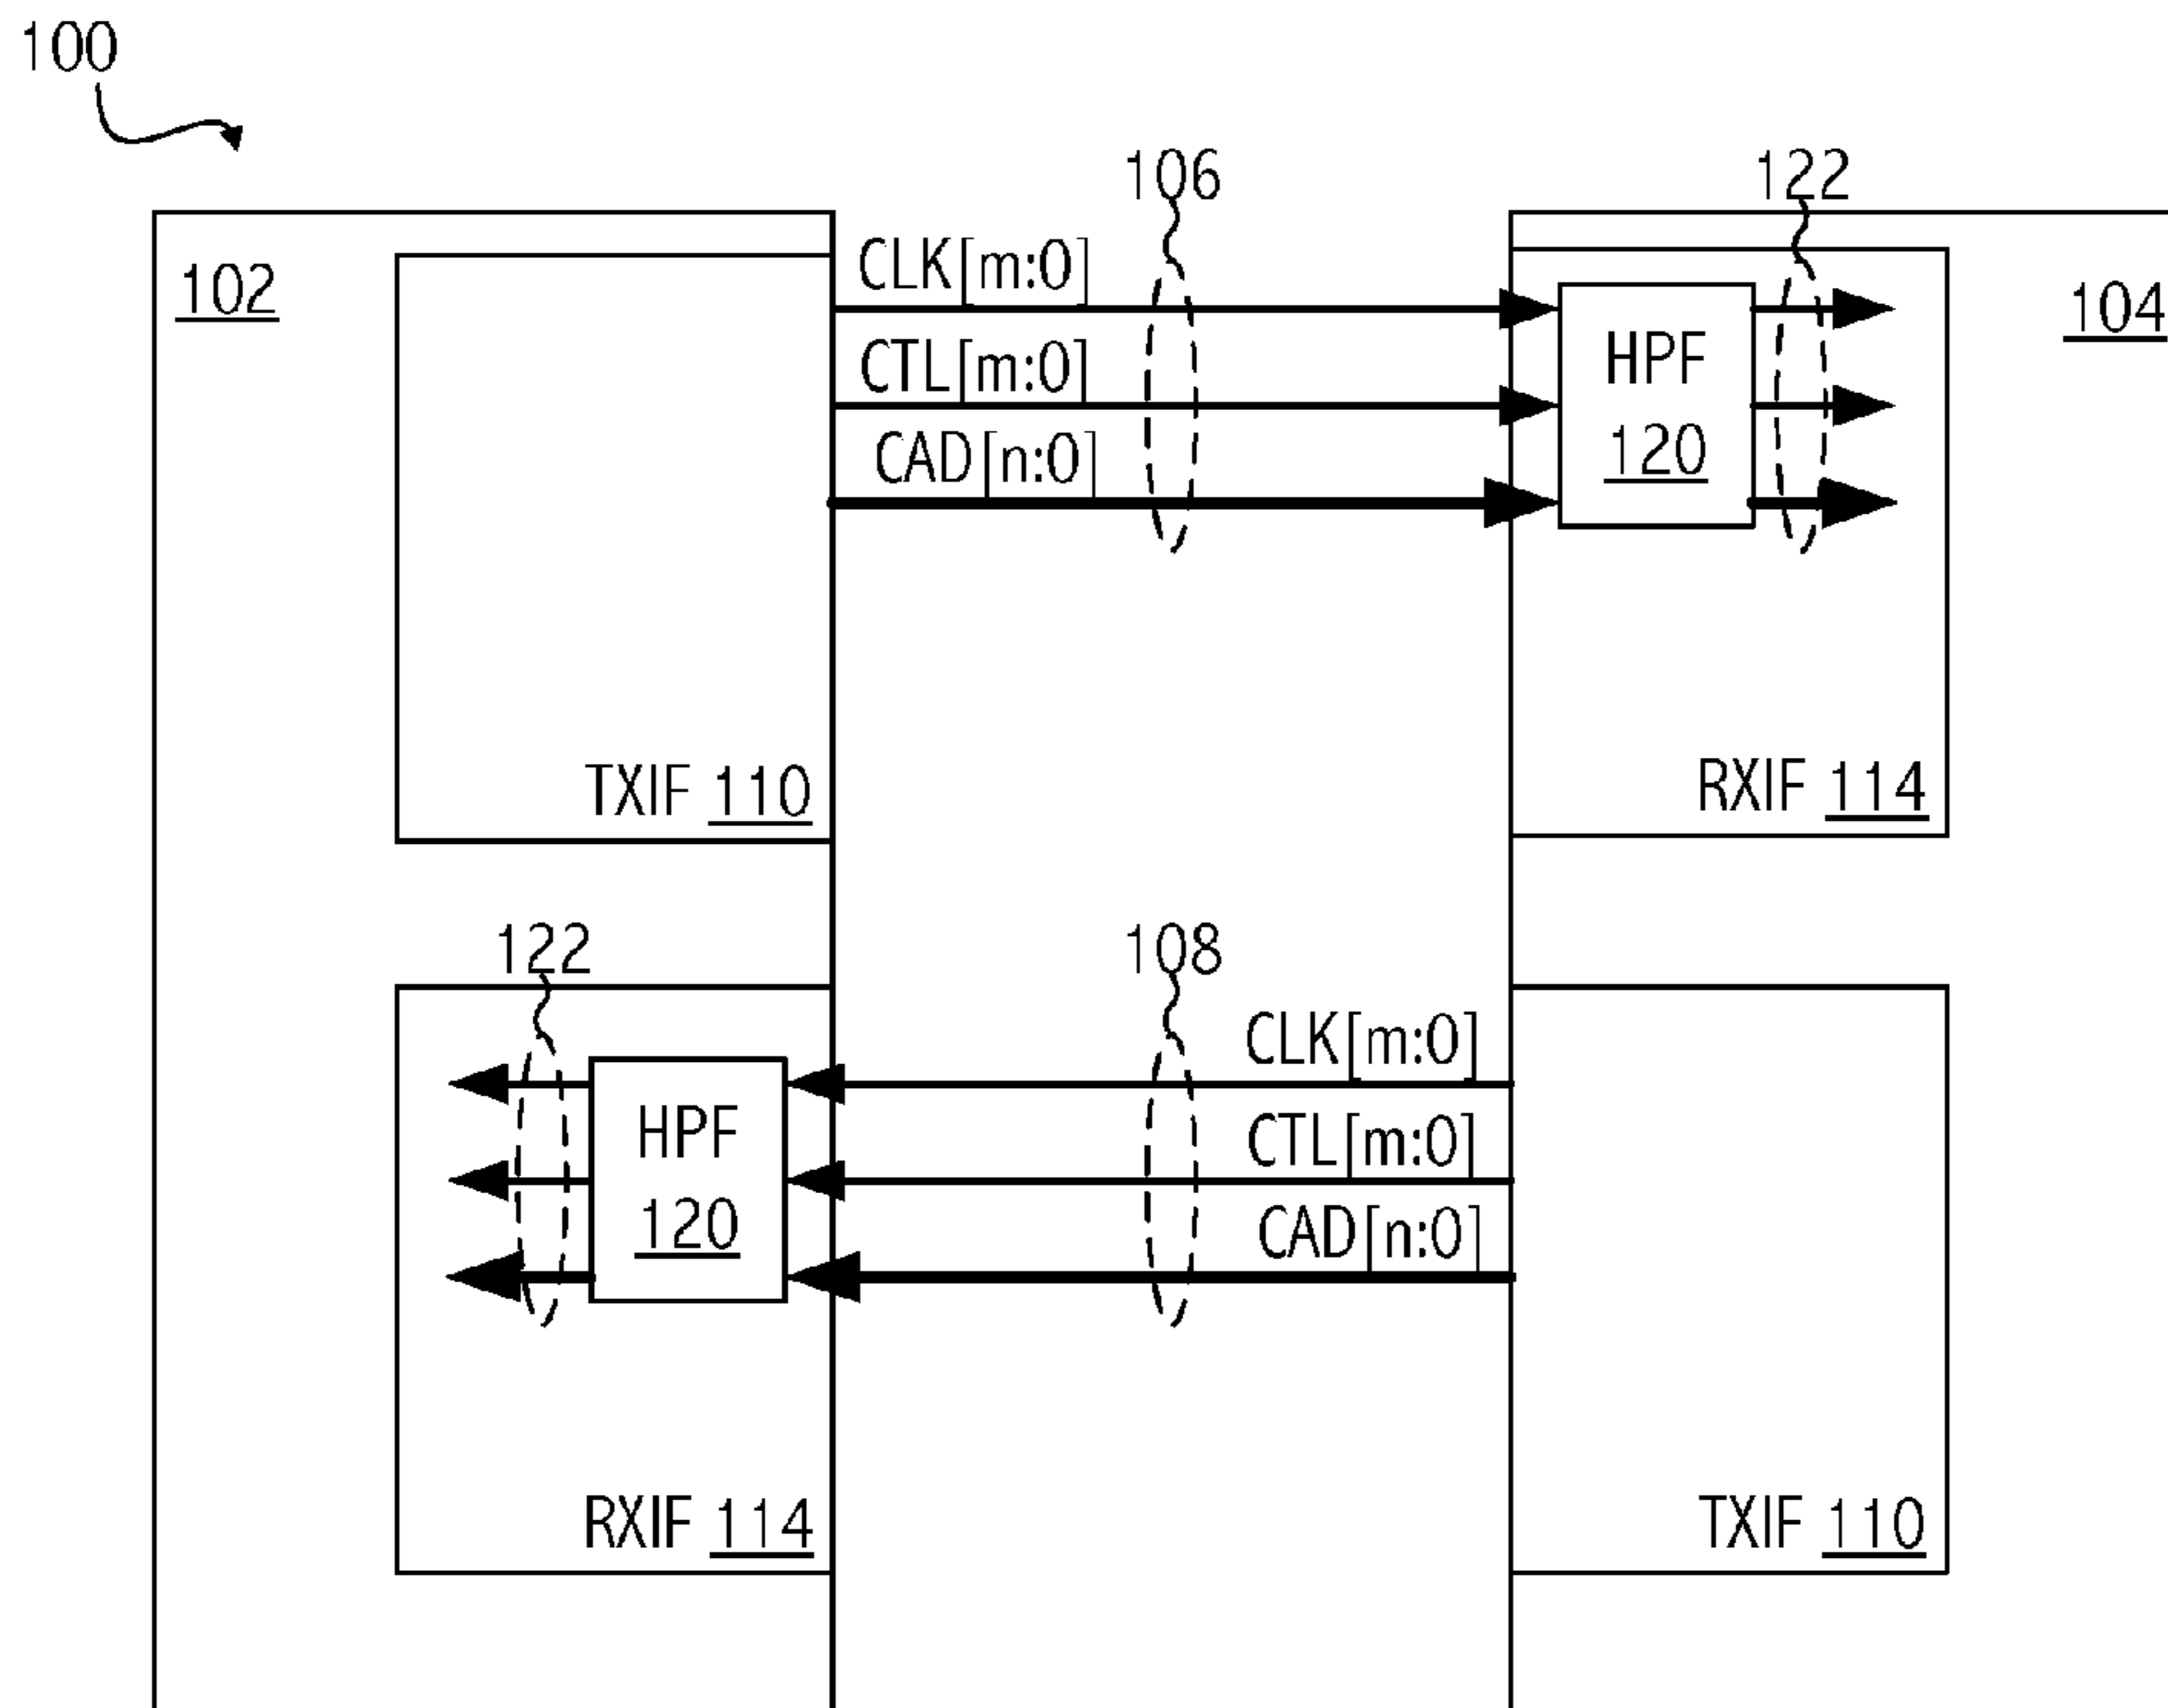 100
106
122
102
CLK[m:0]
104
CTL[m:0]
HPF
CAD[n:0]
120
TXIF 110
RXIF 114
122
108
CLK[m:0]
HPF
CTL[m:0]
120
CAD[n:0]
RXIF 114
TXIF 110